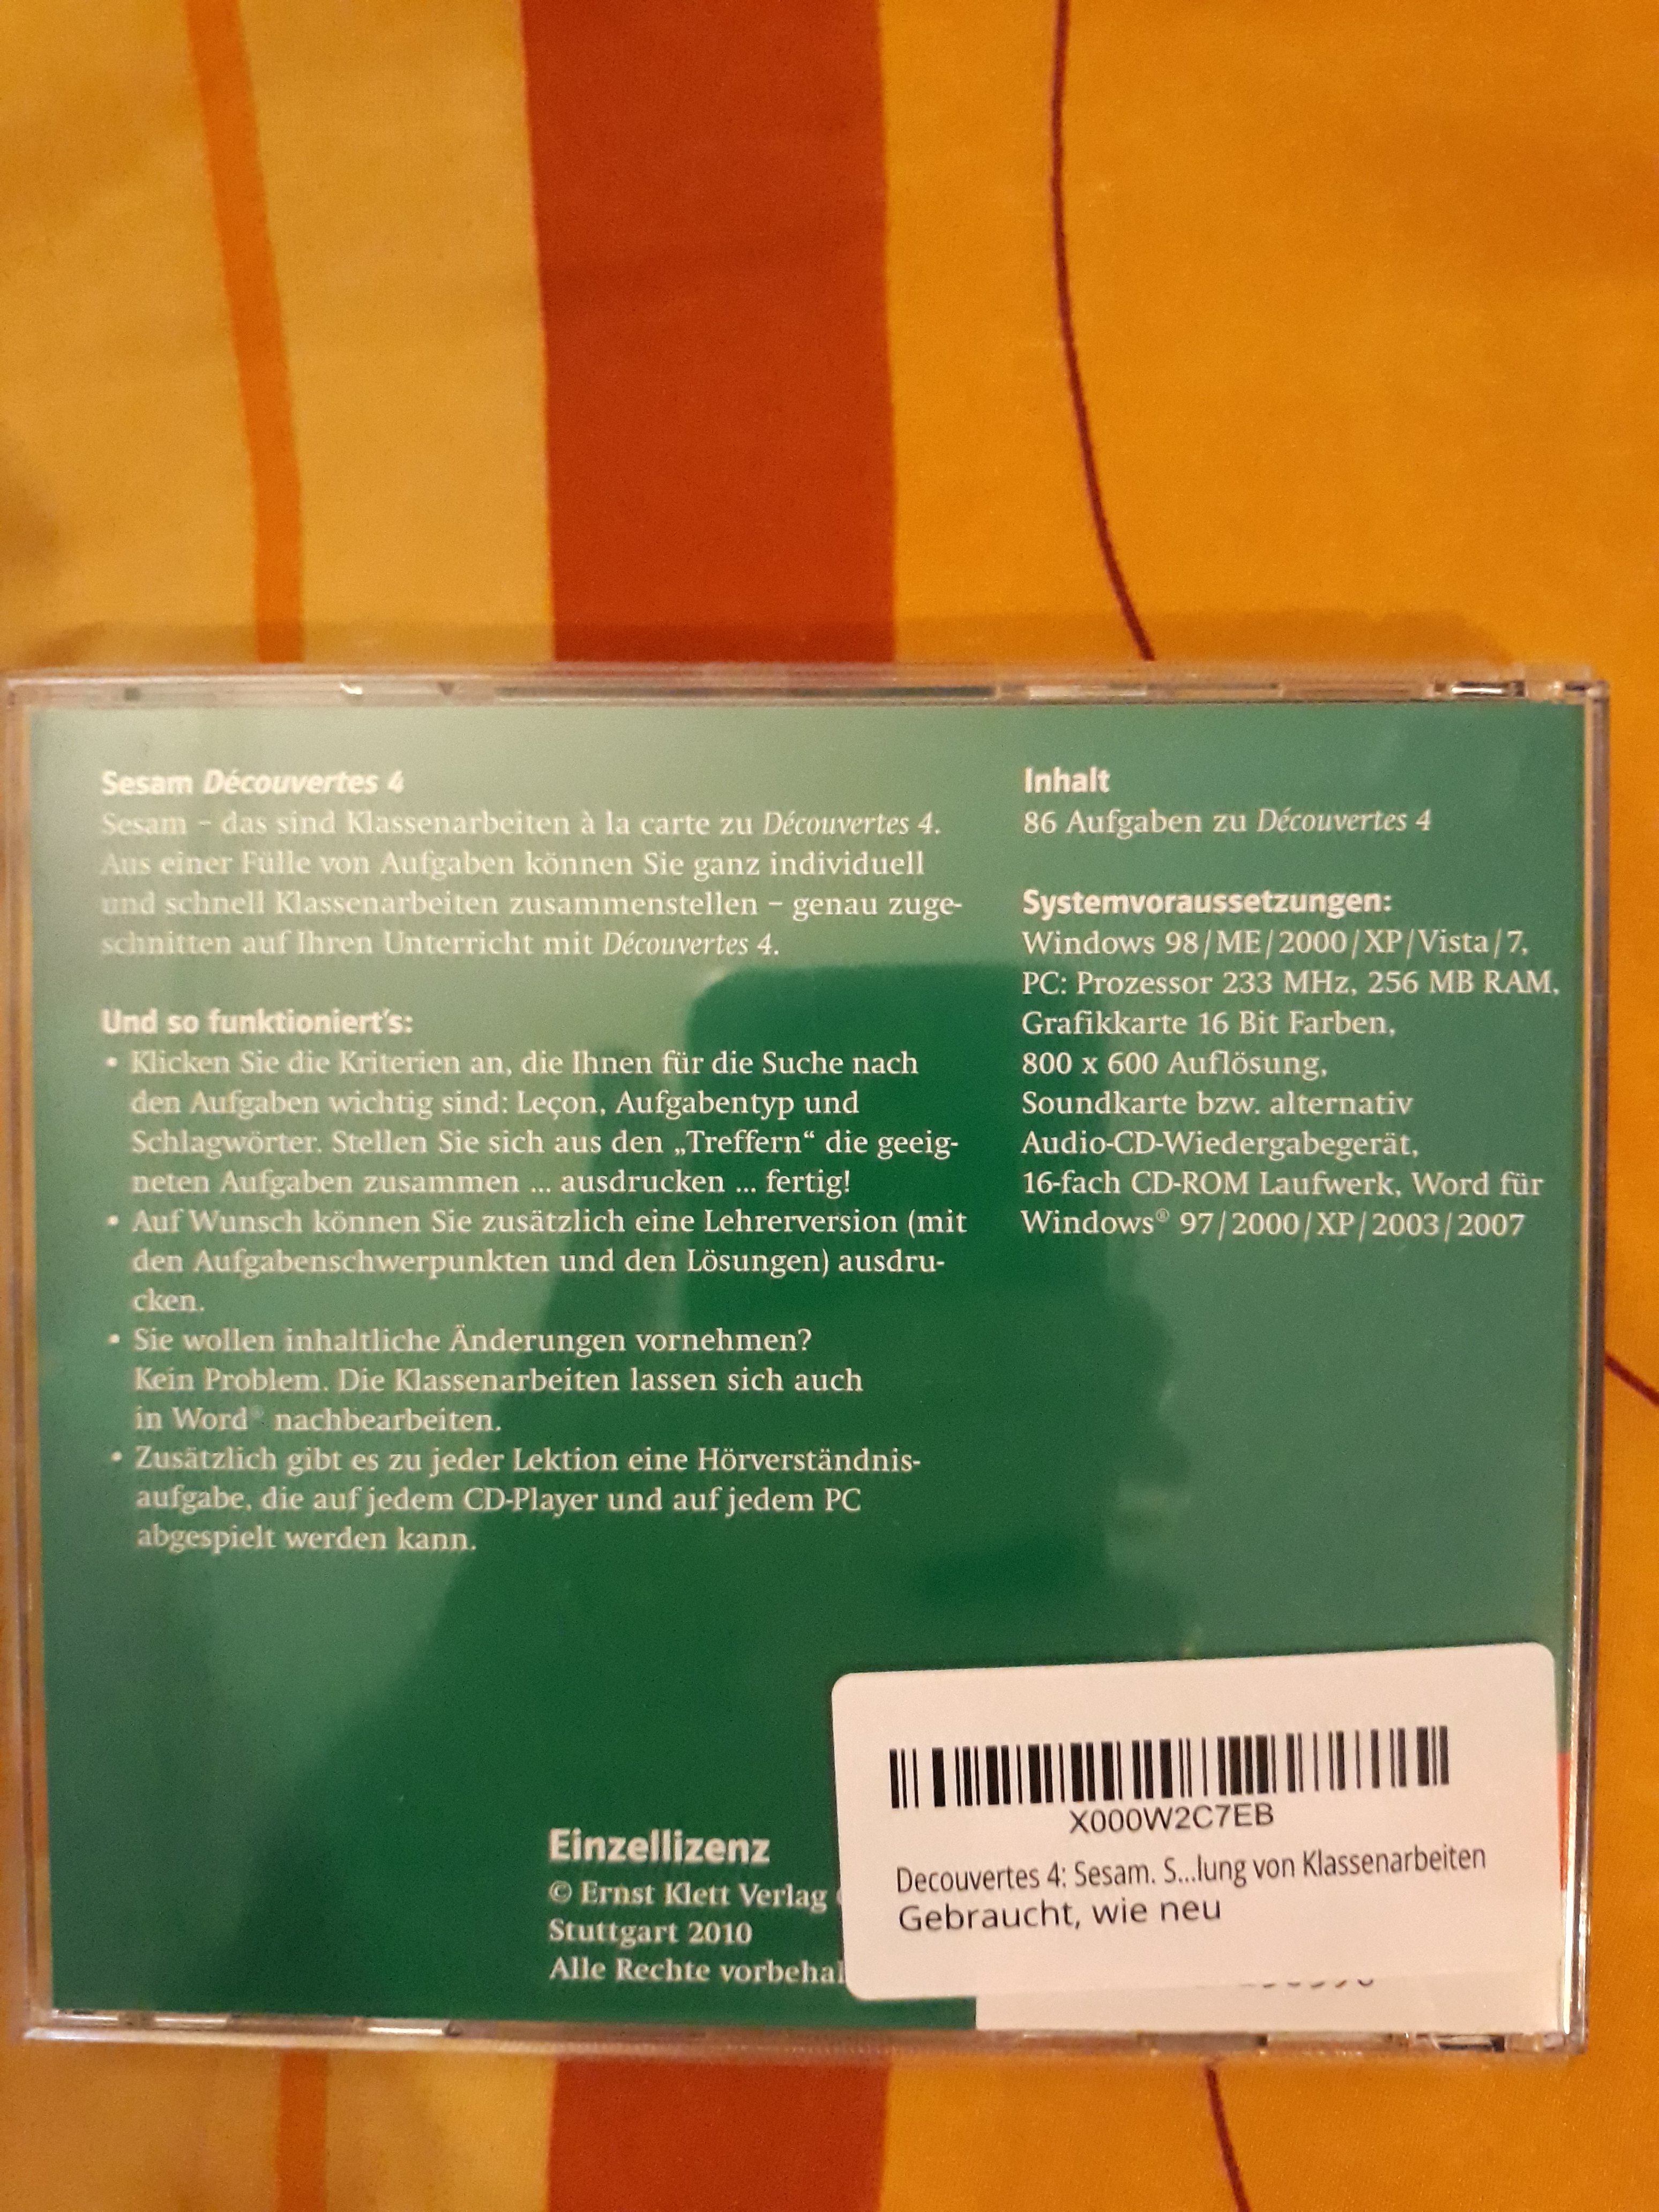 Sesam Découvertes 4
Sesam – das sind Klassenarbeiten à la carte zu Découvertes 4.
Aus einer Fülle von Aufgaben können Sie ganz individuell
und schnell Klassenarbeiten zusammenstellen – genau zuge-
schnitten auf Ihren Unterricht mit Découvertes 4.
Und so funktioniert's:
• Klicken Sie die Kriterien an, die Ihnen für die Suche nach
den Aufgaben wichtig sind: Leçon, Aufgabentyp und
Schlagwörter. Stellen Sie sich aus den „Treffern“ die geeig-
neten Aufgaben zusammen ... ausdrucken ... fertig!
• Auf Wunsch können Sie zusätzlich eine Lehrerversion (mit
den Aufgabenschwerpunkten und den Lösungen) ausdru-
cken.
• Sie wollen inhaltliche Änderungen vornehmen?
Kein Problem. Die Klassenarbeiten lassen sich auch
in Word® nachbearbeiten.
• Zusätzlich gibt es zu jeder Lektion eine Hörverständnis-
aufgabe, die auf jedem CD-Player und auf jedem PC
abgespielt werden kann.
Inhalt
86 Aufgaben zu Découvertes 4
Systemvoraussetzungen:
Windows 98/ME/2000/XP/Vista/7,
PC: Prozessor 233 MHz, 256 MB RAM,
Grafikkarte 16 Bit Farben,
800 x 600 Auflösung,
Soundkarte bzw. alternativ
Audio-CD-Wiedergabegerät,
16-fach CD-ROM Laufwerk, Word für
Windows® 97/2000/XP/2003/2007
Einzellizenz
© Ernst Klett Verlag
Stuttgart 2010
Alle Rechte vorbehal
X000W2C7EB
Decouvertes 4: Sesam. S...lung von Klassenarbeiten
Gebraucht, wie neu